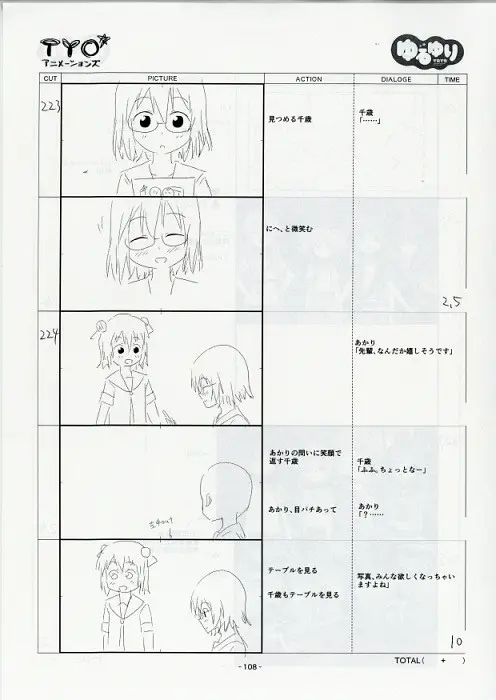 TYO
アニメーションズ
ゆるゆり
CUT PICTURE ACTION DIALOGE TIME
223
見つめる千歳
千歳
「……」
にへ、と微笑む
2,5
224
あかり
「先輩、なんだか嬉しそうです」
あかりの問いに笑顔で
返す千歳
千歳
「ふふ。ちょっとなー」
あかり、目パチあって
あかり
「？……
テーブルを見る
千歳もテーブルを見る
写真、みんな欲しくなっちゃい
ますよね」
10
TOTAL( + )
- 108 -